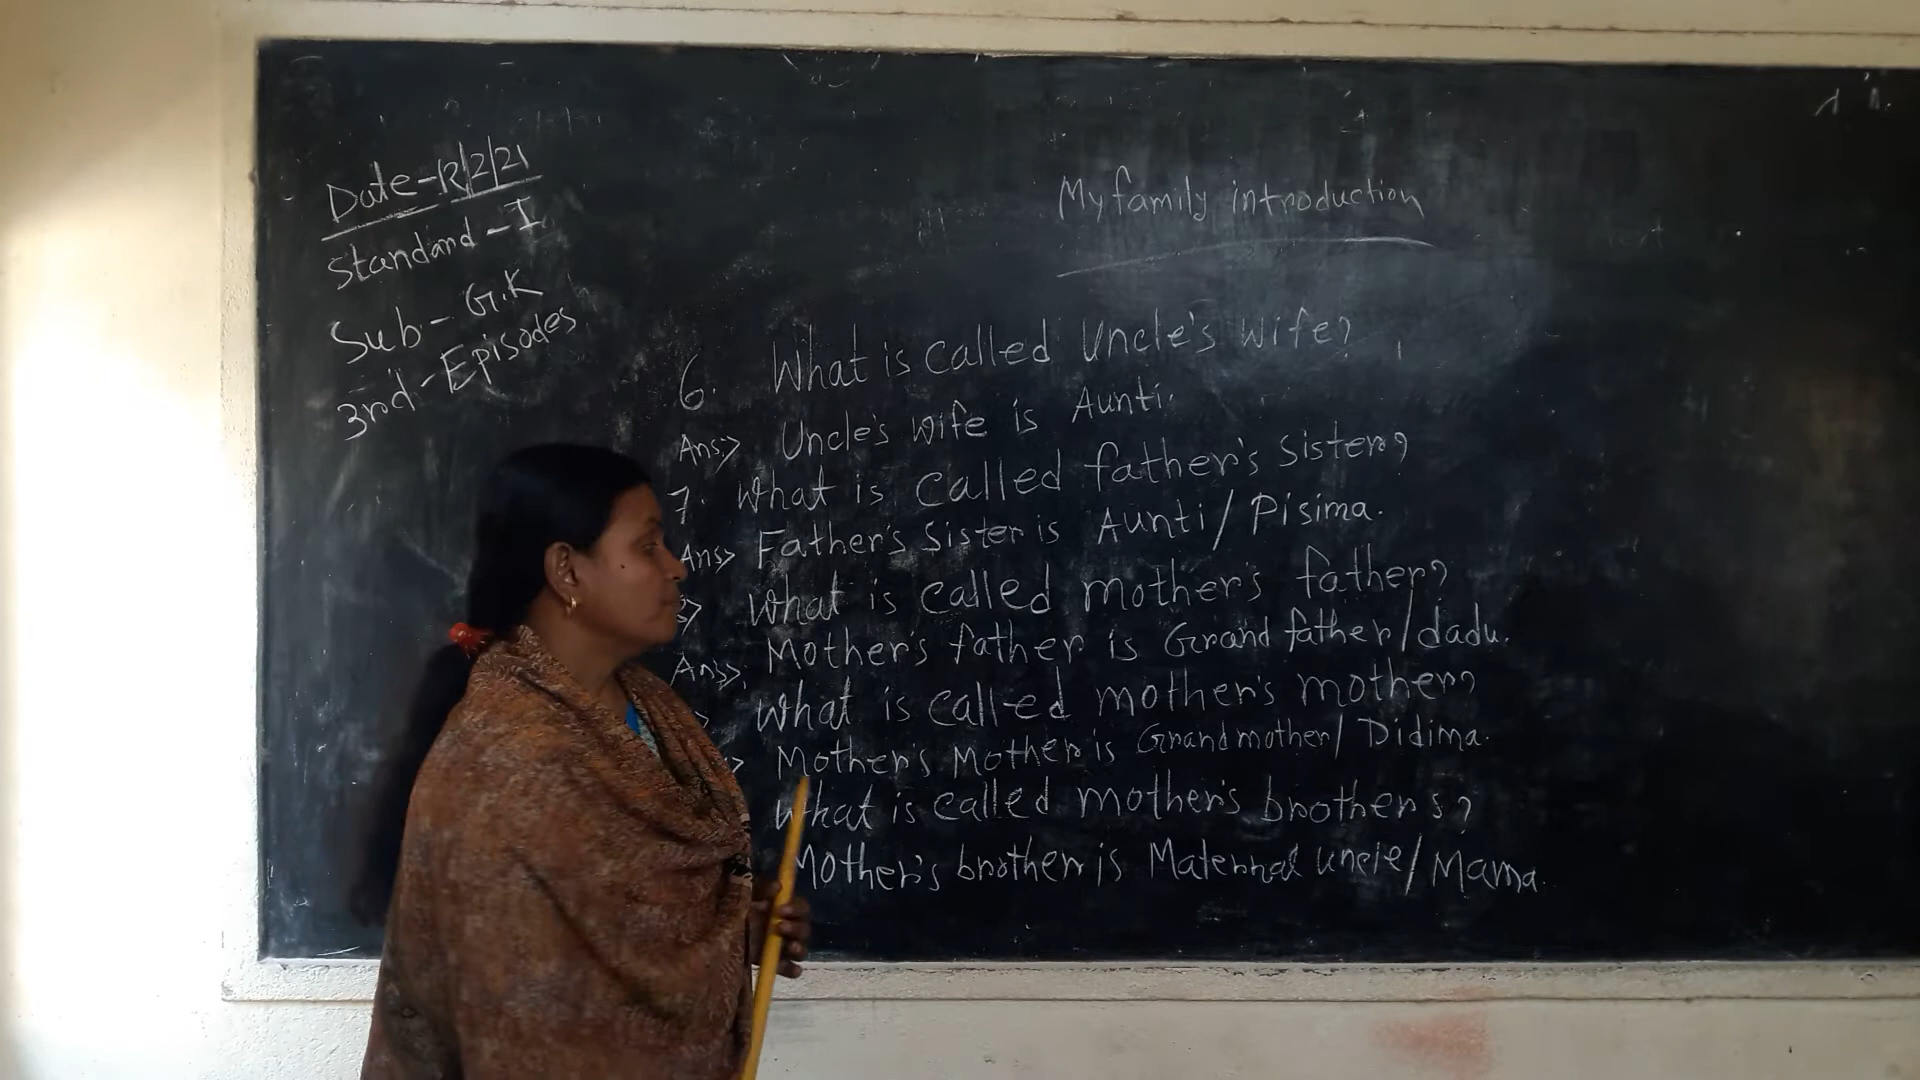 Date-12/2/21
Standard-I
Sub-G.K
3rd-Episodes
My family introduction
6. What is called Uncle's wife?
Ans:> Uncle's wife is Aunti.
7. What is called father's sister?
Ans> Father's Sister is Aunti/Pisima.
8> What is called mother's father?
Ans>, Mother's father is Grand father/dadu.
> What is called mother's mother?
> Mother's Mother is Grandmother/Didima.
What is called mother's brothers?
Mother's brother is Maternal uncle/Mama.